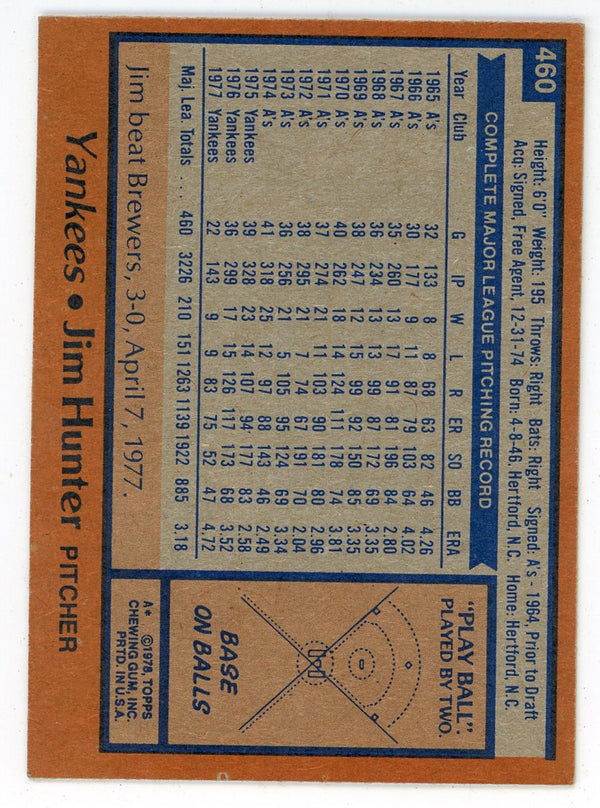 460
Height: 6'0" Weight: 195 Throws: Right Bats: Right Signed: A's - 1964, Prior to Draft
Acq: Signed, Free Agent, 12-31-74 Born: 4-8-46, Hertford, N.C. Home: Hertford, N.C.
COMPLETE MAJOR LEAGUE PITCHING RECORD
Year Club G IP W L R ER SO BB ERA
1965 A's 32 133 8 8 68 63 82 46 4.26
1966 A's 30 177 9 11 87 79 103 64 4.02
1967 A's 35 260 13 17 91 81 196 84 2.80
1968 A's 36 234 13 13 99 87 172 69 3.35
1969 A's 38 247 12 15 99 92 150 85 3.35
1970 A's 40 262 18 14 124 111 178 74 3.81
1971 A's 37 274 21 11 103 90 181 80 2.96
1972 A's 38 295 21 7 74 67 191 70 2.04
1973 A's 36 256 21 5 105 95 124 69 3.34
1974 A's 41 318 25 12 97 88 143 46 2.49
1975 Yankees 39 328 23 14 107 94 177 83 2.58
1976 Yankees 36 299 17 15 126 117 173 68 3.52
1977 Yankees 22 143 9 9 83 75 52 47 4.72
Maj. Lea. Totals .... 460 3226 210 151 1263 1139 1922 885 3.18
Jim beat Brewers, 3-0, April 7, 1977.
"PLAY BALL".
PLAYED BY TWO.
BASE
ON BALLS
A* ©1978, TOPPS
CHEWING GUM, INC.
PRTD. IN U.S.A.
Yankees • Jim Hunter PITCHER